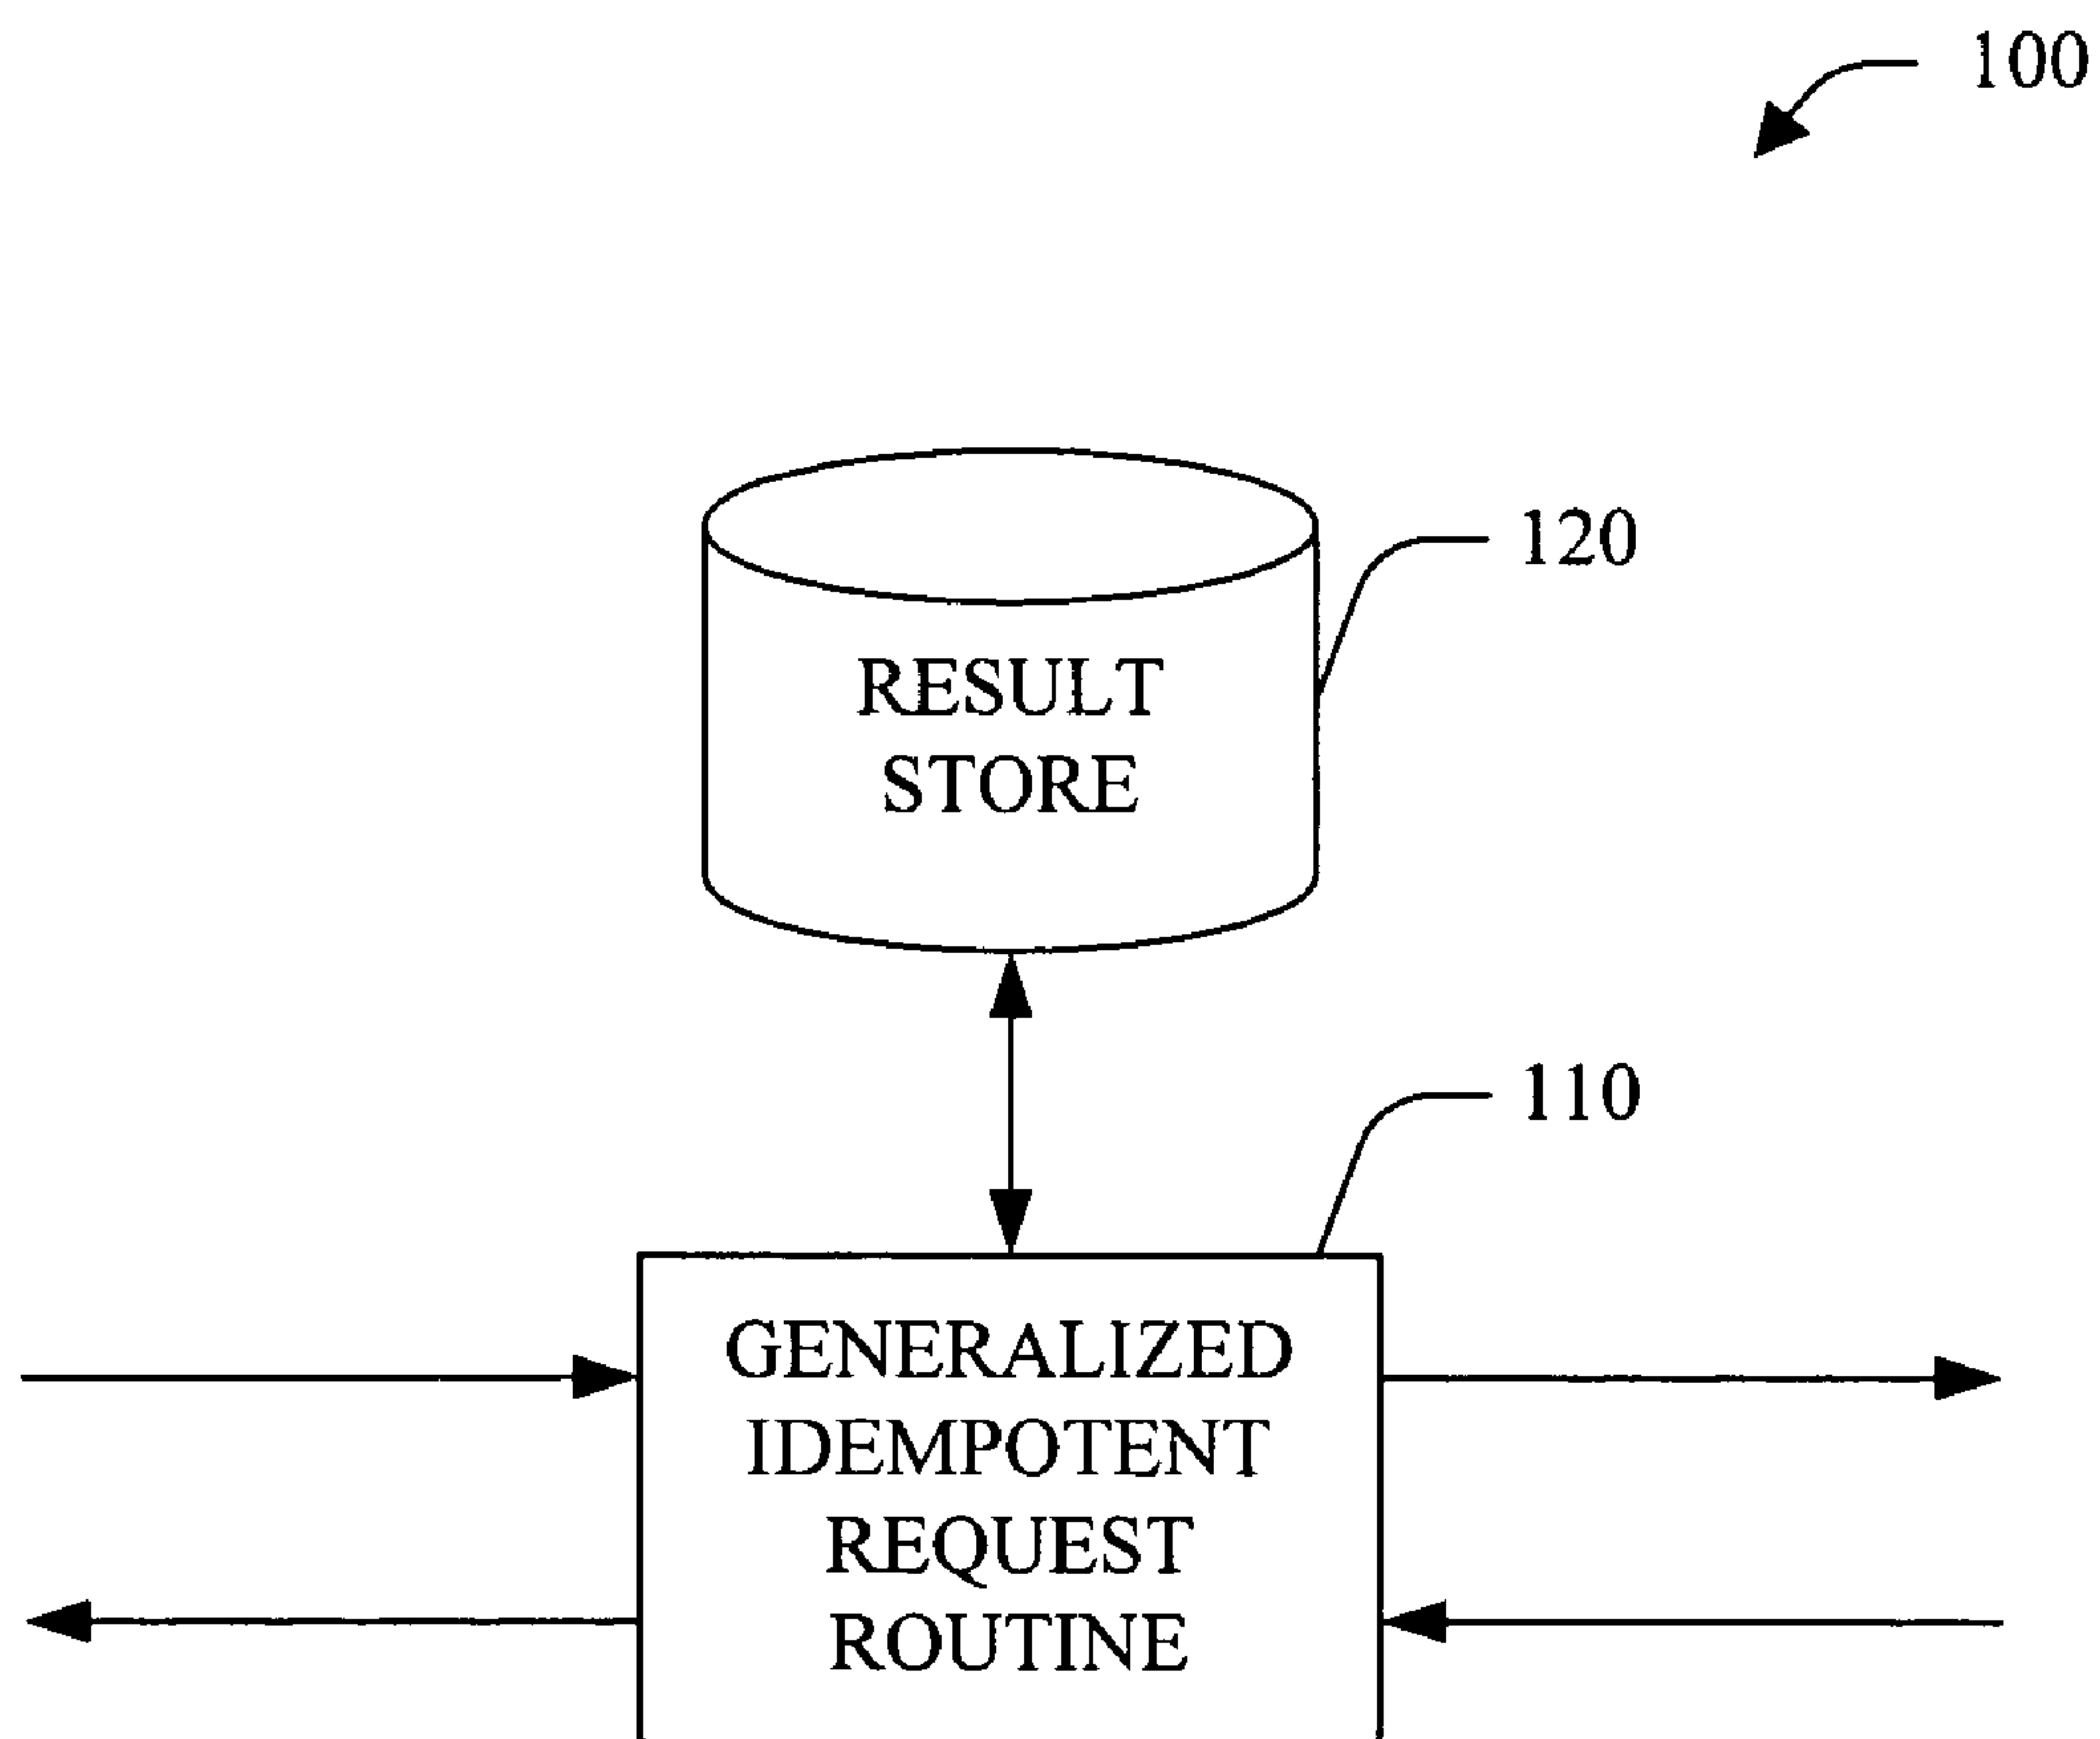 100
120
RESULT
STORE
110
GENERALIZED
IDEMPOTENT
REQUEST
ROUTINE